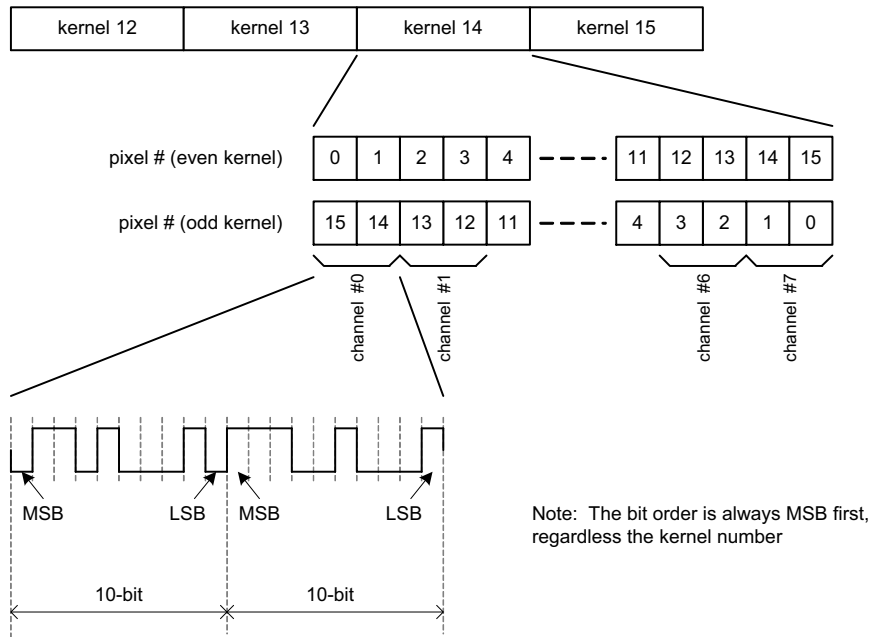 kernel 12 kernel 13 kernel 14 kernel 15
pixel # (even kernel) 0 1 2 3 4 11 12 13 14 15
pixel # (odd kernel) 15 14 13 12 11 4 3 2 1 0
channel #0 channel #1 channel #6 channel #7
MSB LSB MSB LSB
Note: The bit order is always MSB first,
regardless the kernel number
10-bit 10-bit